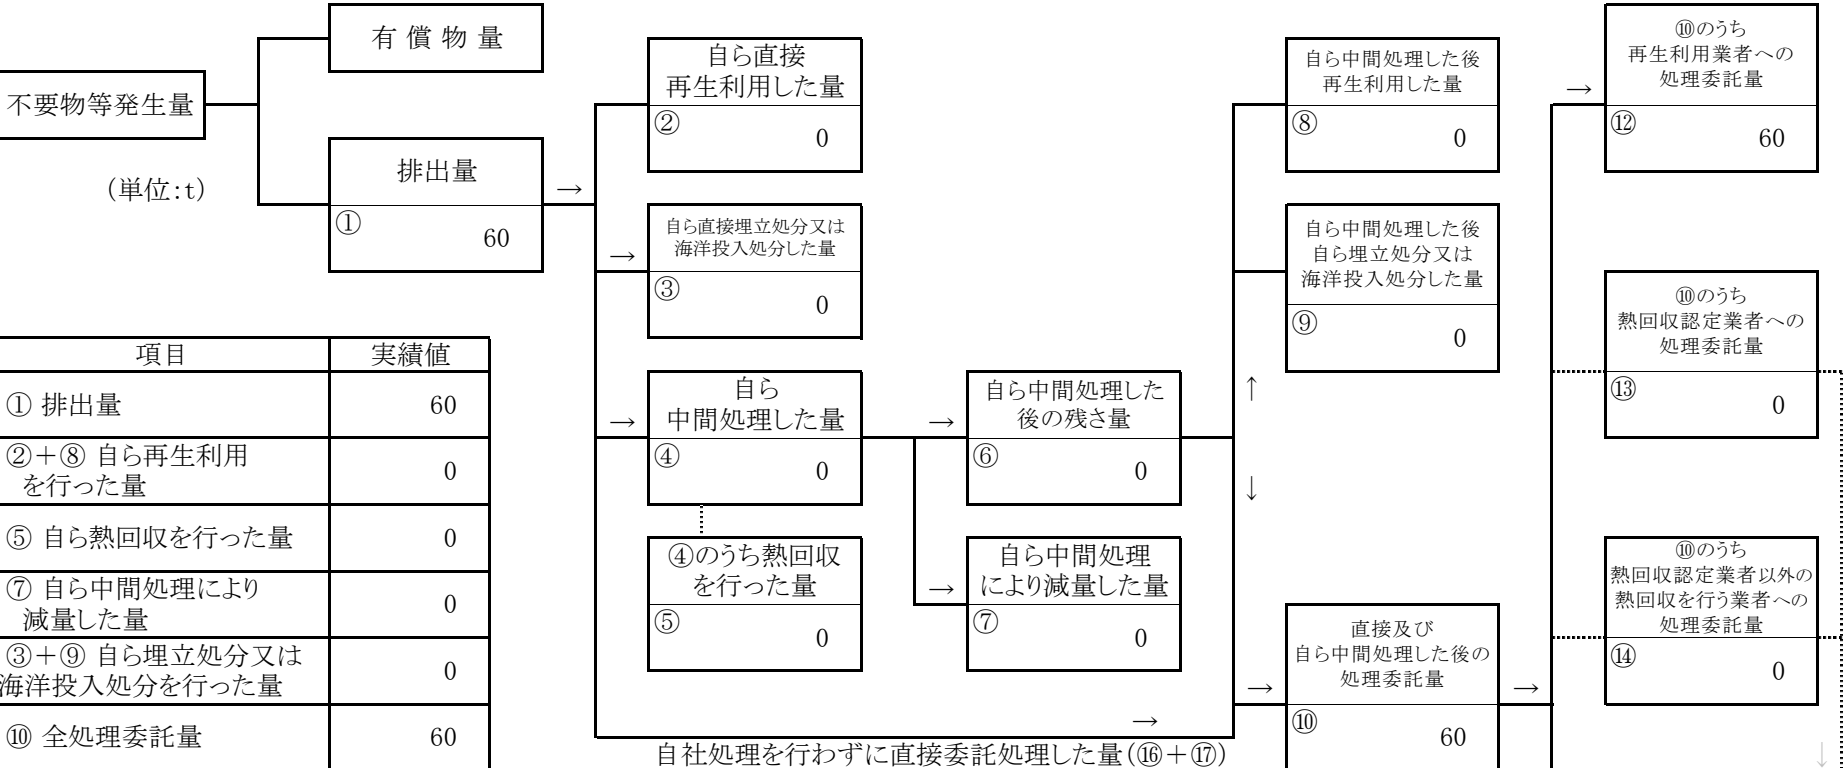 有 償 物 量
不要物等発生量
(単位:t)
排出量
①
60
→
自ら直接
再生利用した量
②
0
→
自ら直接埋立処分又は
海洋投入処分した量
③
0
→
自ら
中間処理した量
④
0
④のうち熱回収
を行った量
⑤
0
→
自ら中間処理した
後の残さ量
⑥
0
→
自ら中間処理
により減量した量
⑦
0
自ら中間処理した後
再生利用した量
⑧
0
自ら中間処理した後
自ら埋立処分又は
海洋投入処分した量
⑨
0
↑
↓
→
直接及び
自ら中間処理した後の
処理委託量
⑩
60
→
→
自社処理を行わずに直接委託処理した量(⑯+⑰)
→
⑩のうち
再生利用業者への
処理委託量
⑫
60
⑩のうち
熱回収認定業者への
処理委託量
⑬
0
⑩のうち
熱回収認定業者以外の
熱回収を行う業者への
処理委託量
⑭
0
↓
項目 実績値
① 排出量 60
②+⑧ 自ら再生利用
を行った量
0
⑤ 自ら熱回収を行った量 0
⑦ 自ら中間処理により
減量した量
0
③+⑨ 自ら埋立処分又は
海洋投入処分を行った量
0
⑩ 全処理委託量 60